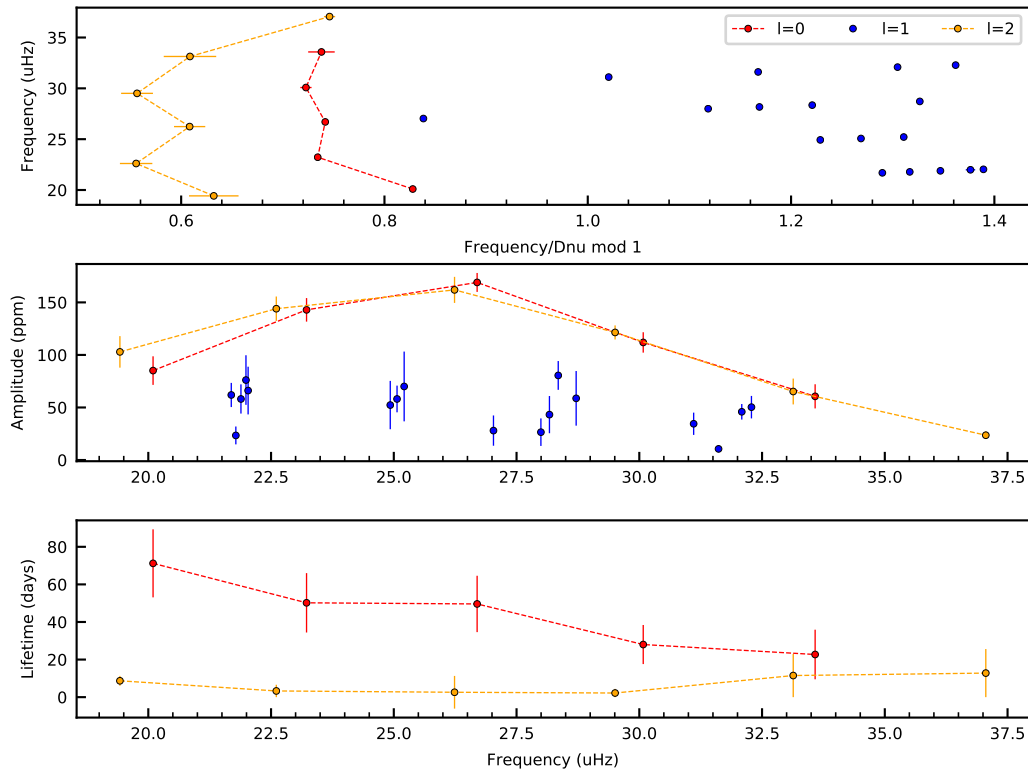 l=0 l=1 l=2
Frequency (uHz)
35
30
25
20
0.6 0.8 1.0 1.2 1.4
Frequency/Dnu mod 1
Amplitude (ppm)
150
100
50
0
20.0 22.5 25.0 27.5 30.0 32.5 35.0 37.5
Lifetime (days)
80
60
40
20
0
20.0 22.5 25.0 27.5 30.0 32.5 35.0 37.5
Frequency (uHz)